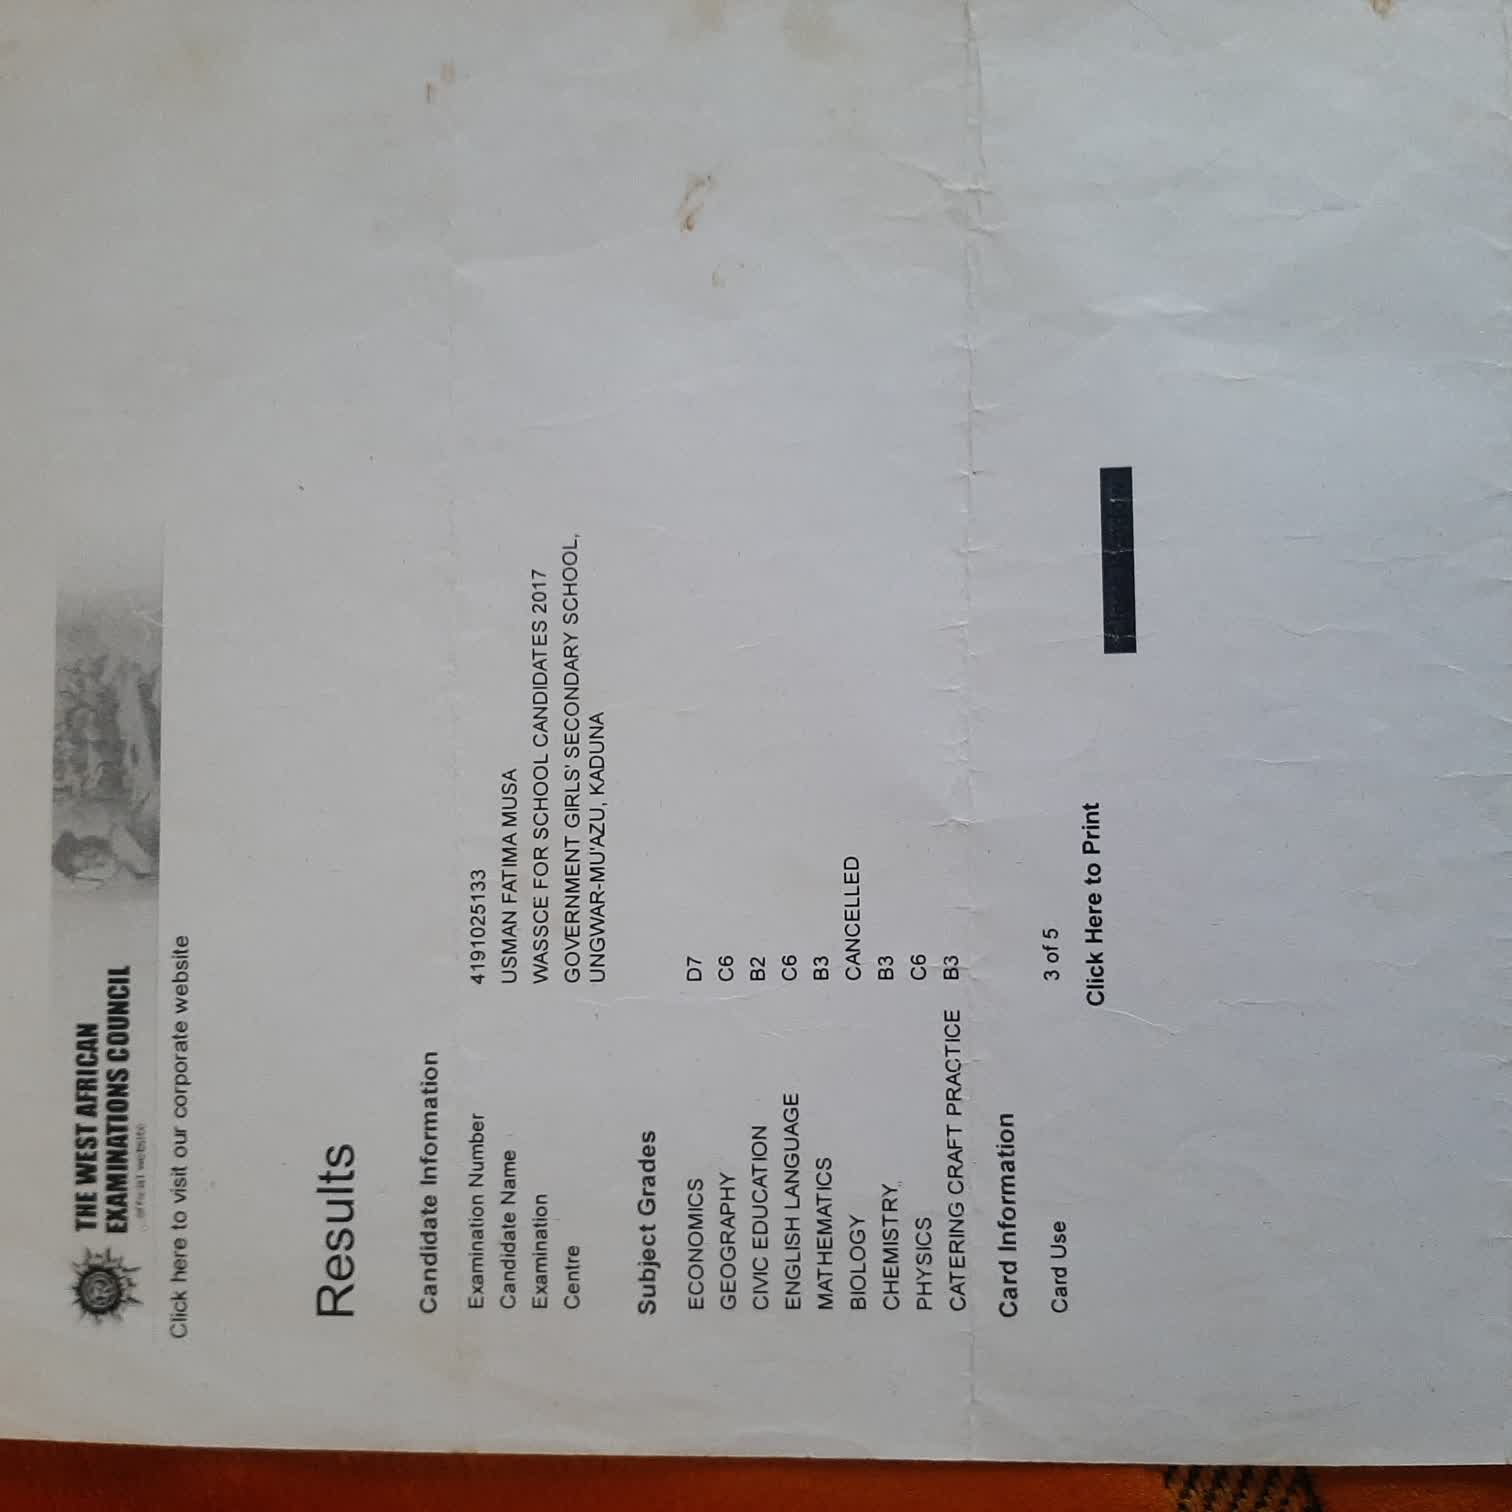 THE WEST AFRICAN
EXAMINATIONS COUNCIL
official website
Click here to visit our corporate website
Results
Candidate Information
Examination Number 4191025133
Candidate Name USMAN FATIMA MUSA
Examination WASSCE FOR SCHOOL CANDIDATES 2017
Centre GOVERNMENT GIRLS' SECONDARY SCHOOL,
UNGWAR-MU'AZU, KADUNA
Subject Grades
ECONOMICS D7
GEOGRAPHY C6
CIVIC EDUCATION B2
ENGLISH LANGUAGE C6
MATHEMATICS B3
BIOLOGY CANCELLED
CHEMISTRY B3
PHYSICS C6
CATERING CRAFT PRACTICE B3
Card Information
Card Use 3 of 5
Click Here to Print